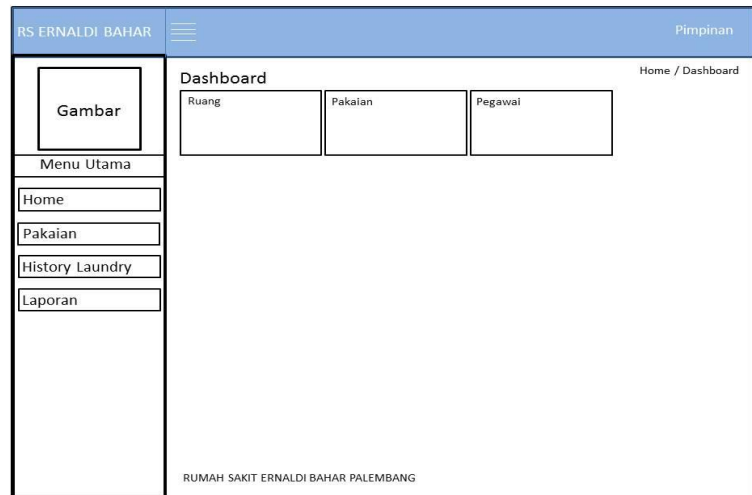 RS ERNALDI BAHAR
Pimpinan
Gambar
Menu Utama
Home
Pakaian
History Laundry
Laporan
Dashboard
Home / Dashboard
Ruang
Pakaian
Pegawai
RUMAH SAKIT ERNALDI BAHAR PALEMBANG